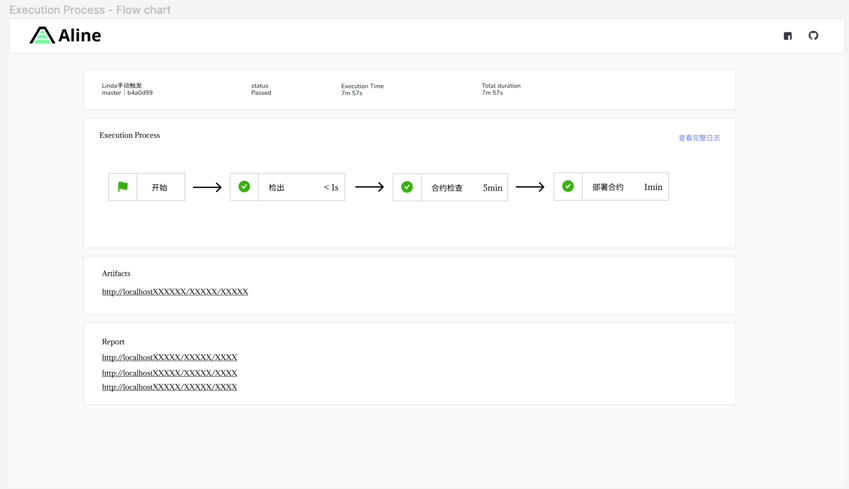 Execution Process - Flow chart
Aline
Linda手动触发
master | b4a0d99
status
Passed
Execution Time
7m 57s
Total duration
7m 57s
Execution Process
查看完整日志
开始
检出 < 1s
合约检查 5min
部署合约 1min
Artifacts
http://localhostXXXXXX/XXXXX/XXXXX
Report
http://localhostXXXXX/XXXXX/XXXX
http://localhostXXXXX/XXXXX/XXXX
http://localhostXXXXX/XXXXX/XXXX